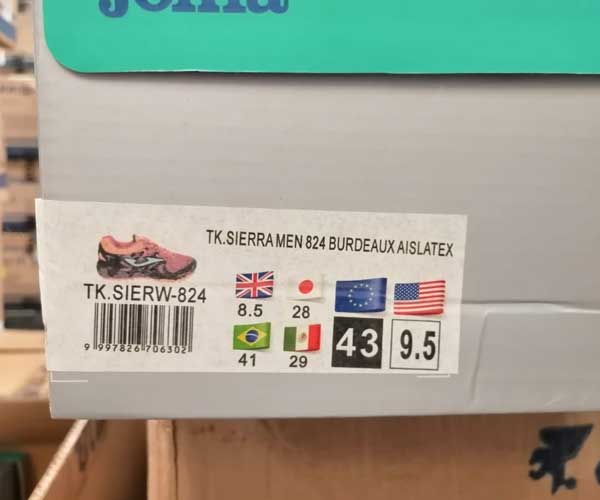 joma
TK.SIERRA MEN 824 BURDEAUX AISLATEX
TK.SIERW-824
8.5 28
41 29 43 9.5
9 997826 706302